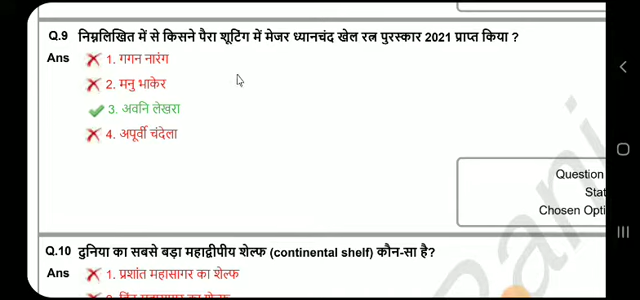 Q.9 निम्नलिखित में से किसने पैरा शूटिंग में मेजर ध्यानचंद खेल रत्न पुरस्कार 2021 प्राप्त किया ?
Ans 1. गगन नारंग
2. मनु भाकेर
3. अवनि लेखरा
4. अपूर्वी चंदेला
Question
Stat
Chosen Opti
Q.10 दुनिया का सबसे बड़ा महाद्वीपीय शेल्फ (continental shelf) कौन-सा है?
Ans 1. प्रशांत महासागर का शेल्फ